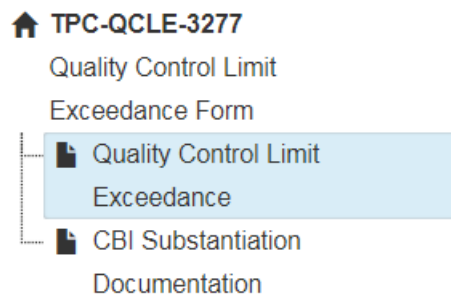 TPC-QCLE-3277
Quality Control Limit
Exceedance Form
Quality Control Limit
Exceedance
CBI Substantiation
Documentation